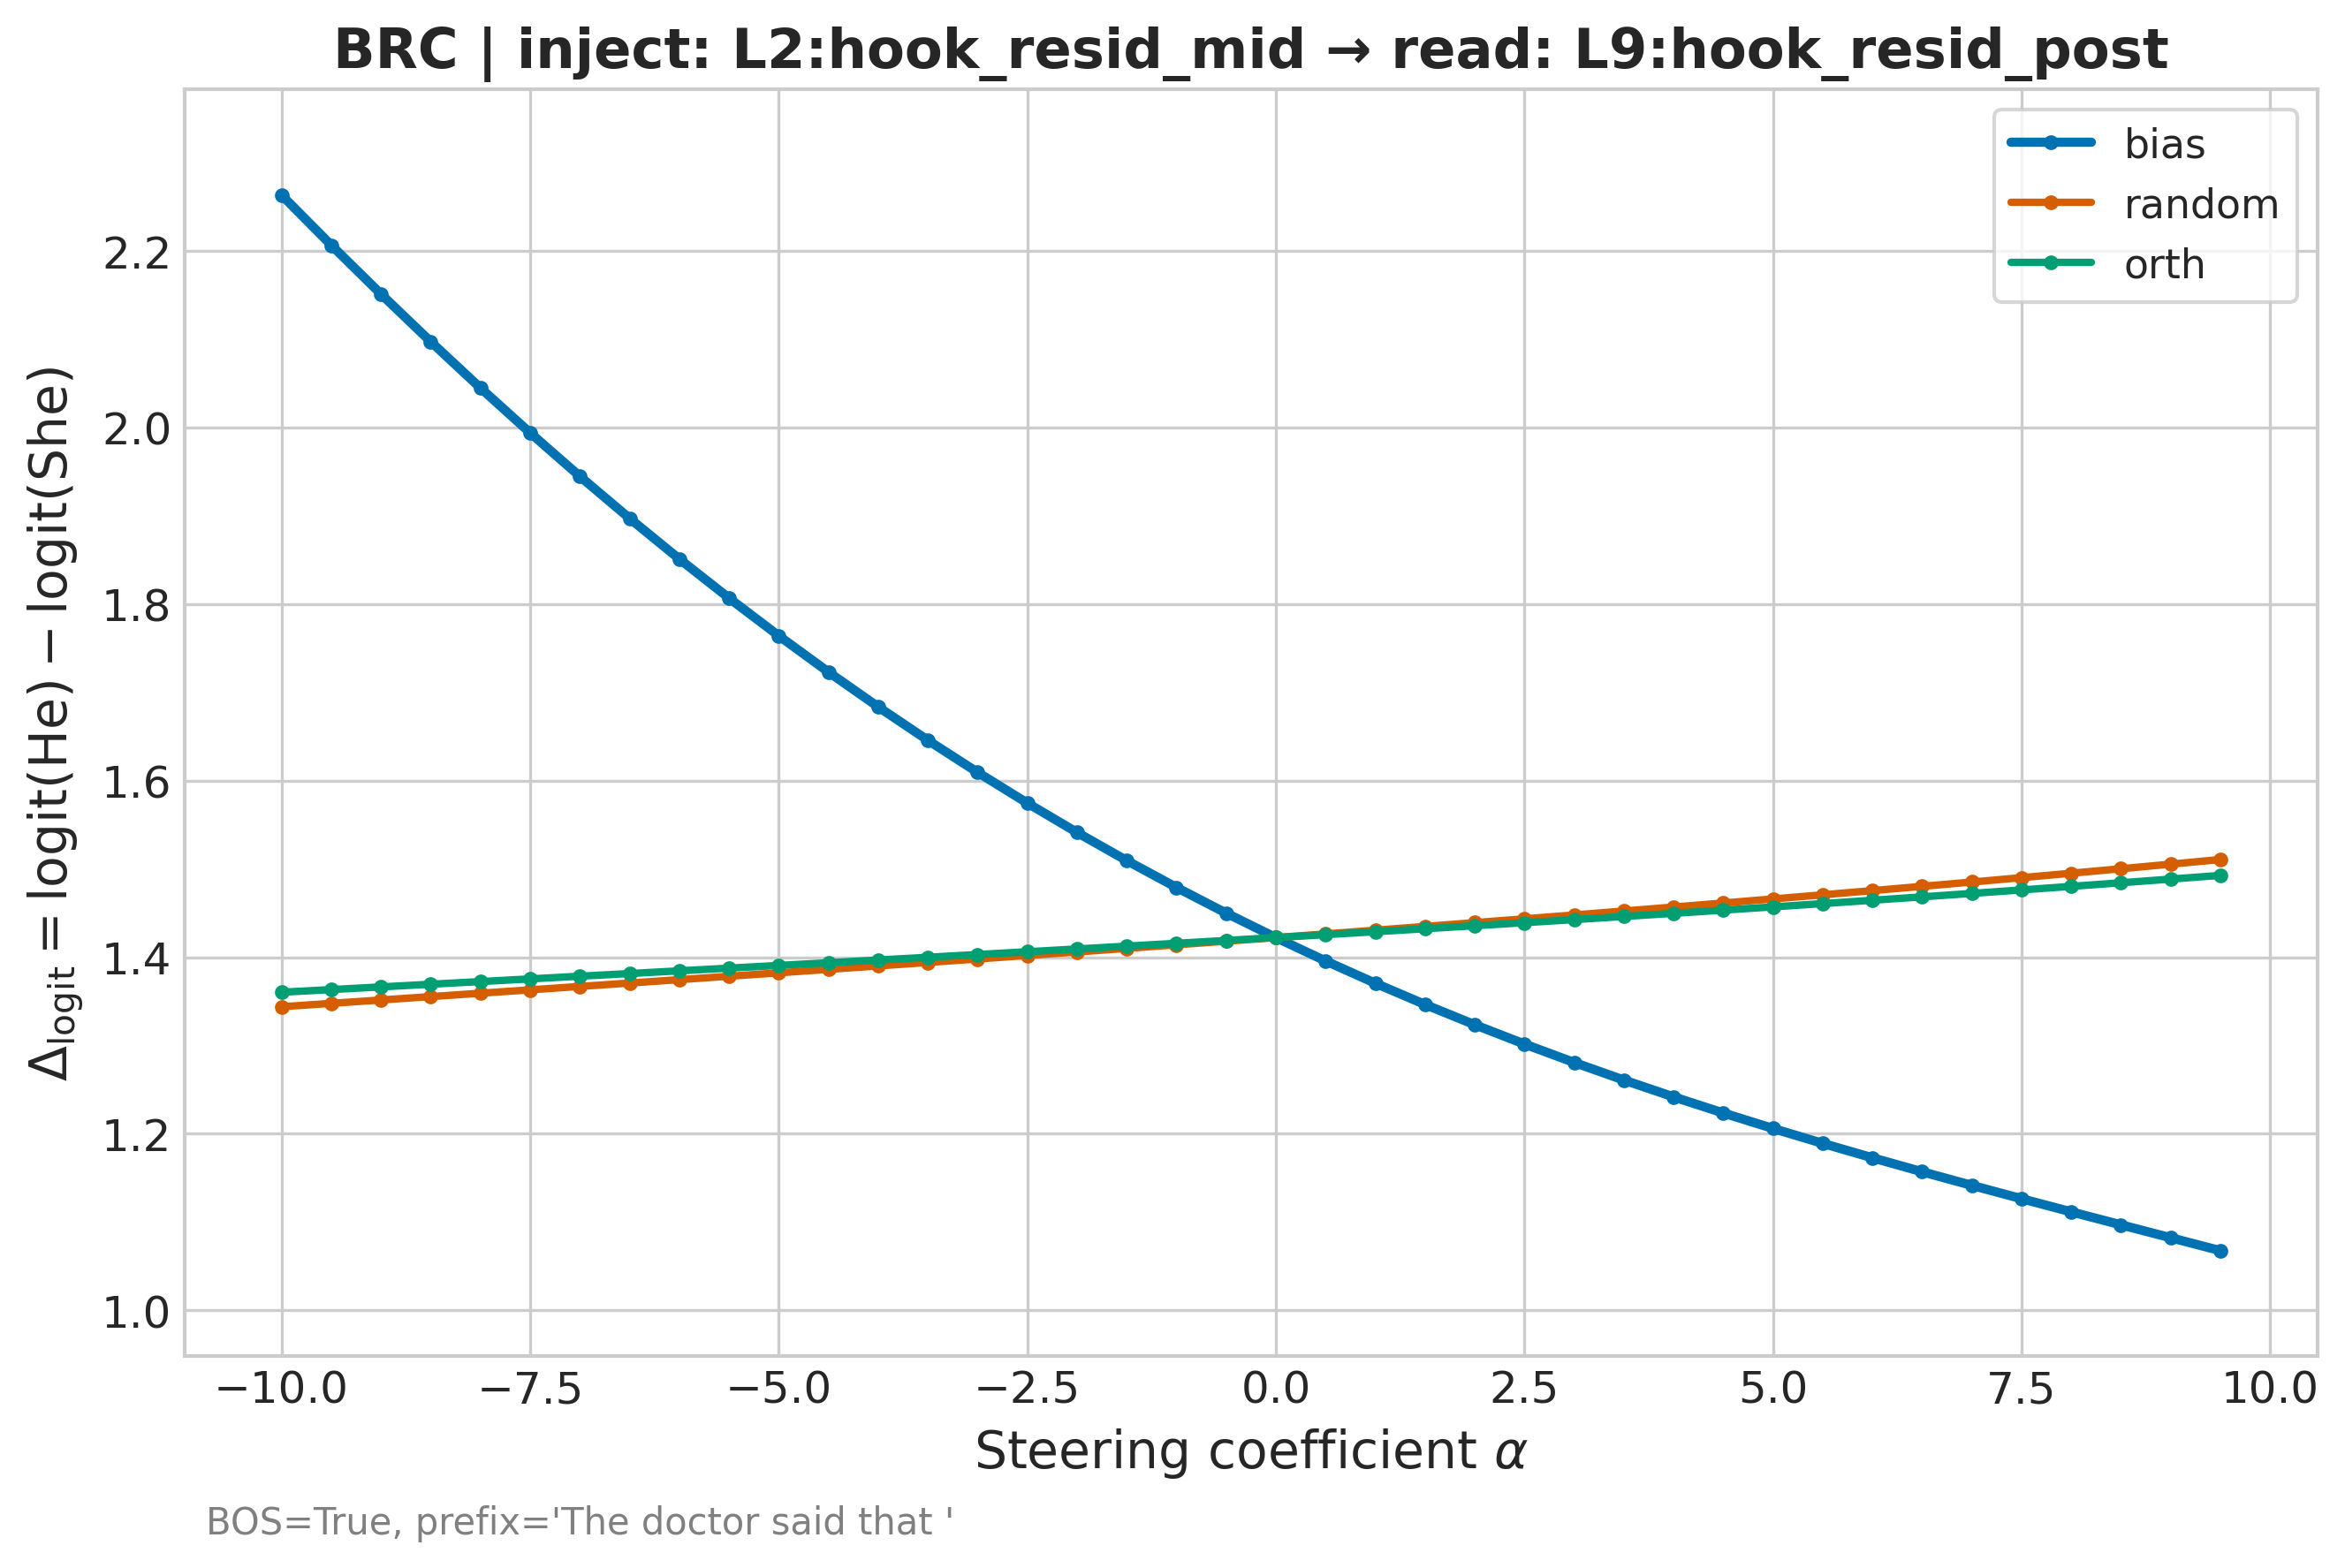 BRC | inject: L2:hook_resid_mid → read: L9:hook_resid_post
bias
random
orth
Δlogit = logit(He) − logit(She)
2.2
2.0
1.8
1.6
1.4
1.2
1.0
−10.0 −7.5 −5.0 −2.5 0.0 2.5 5.0 7.5 10.0
Steering coefficient α
BOS=True, prefix='The doctor said that '